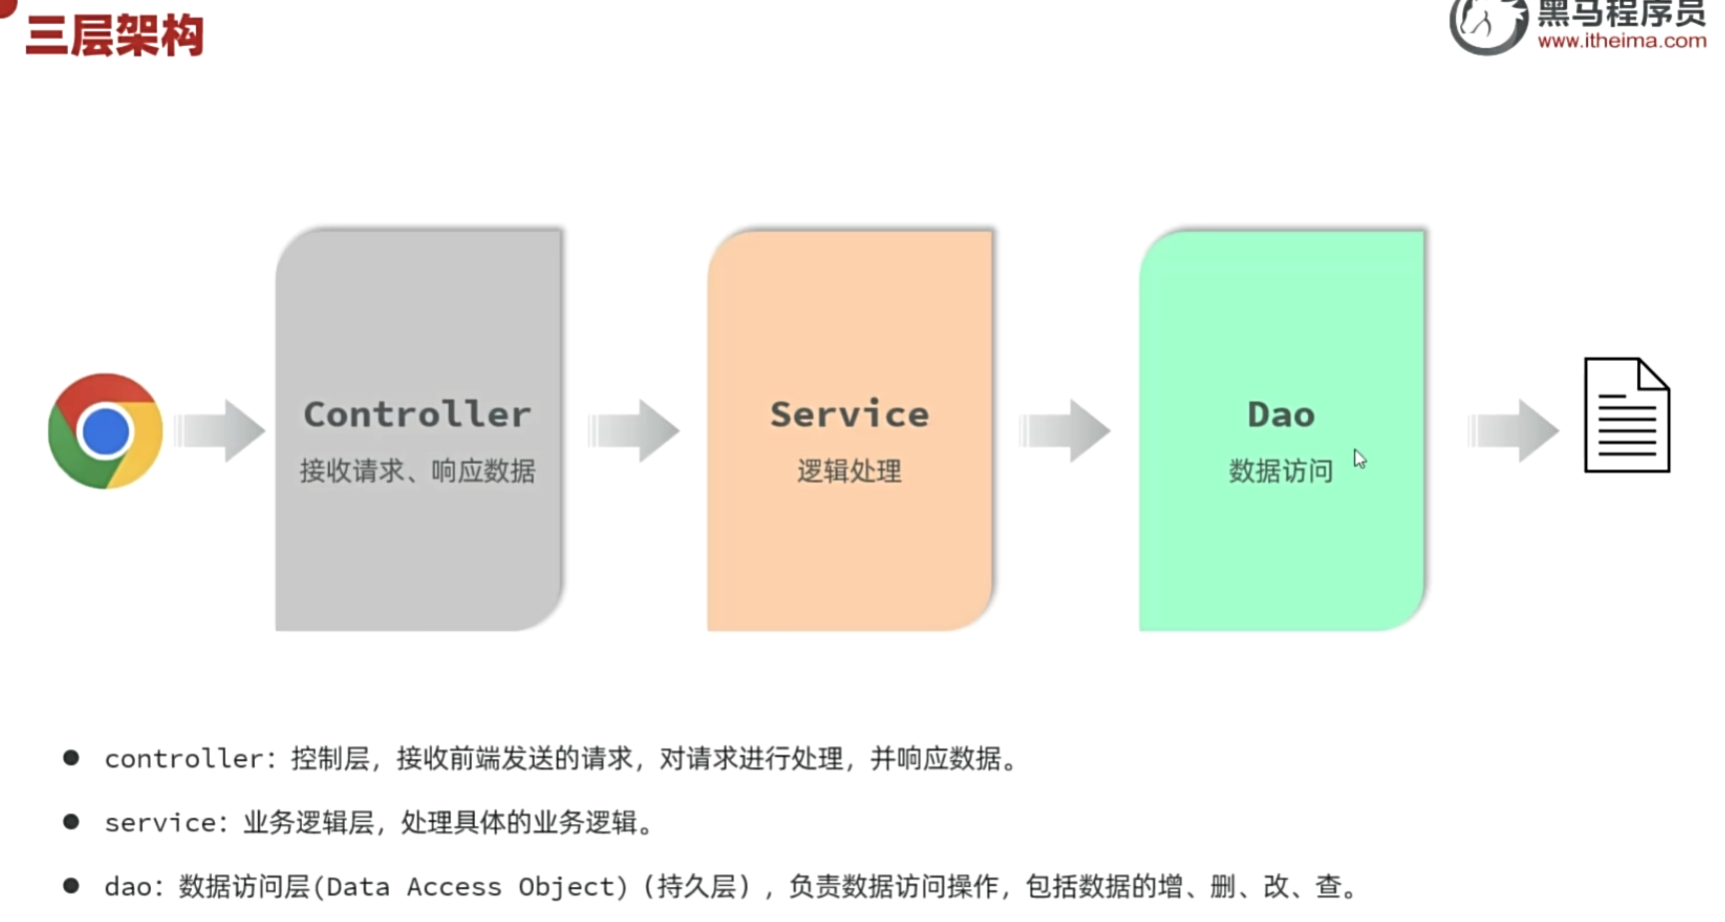 三层架构
黑马程序员
www.itheima.com
Controller
接收请求、响应数据
Service
逻辑处理
Dao
数据访问
controller：控制层，接收前端发送的请求，对请求进行处理，并响应数据。
service：业务逻辑层，处理具体的业务逻辑。
dao：数据访问层(Data Access Object)（持久层），负责数据访问操作，包括数据的增、删、改、查。